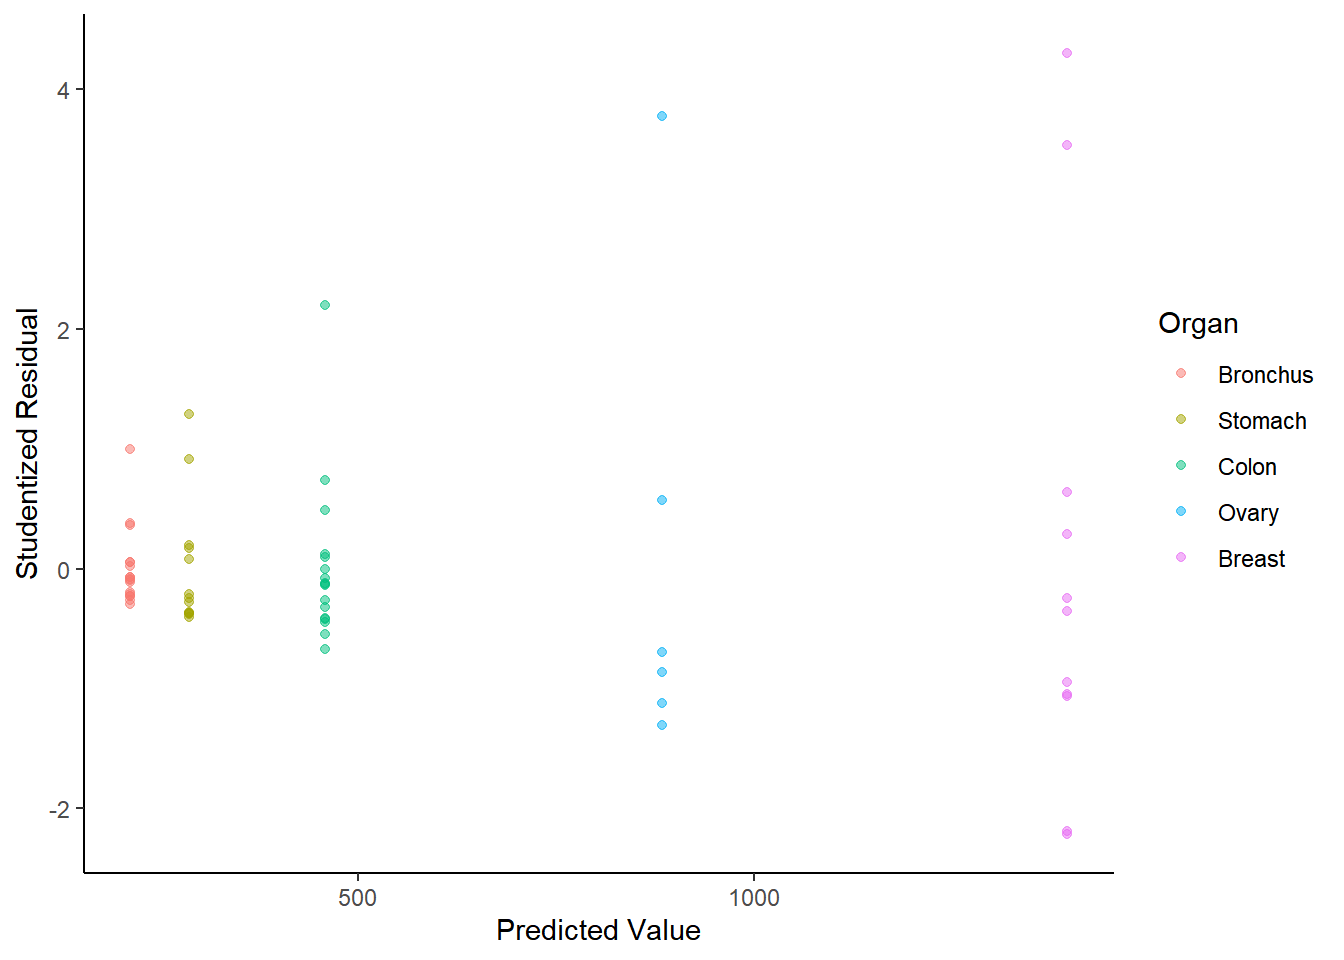 4
2
0
-2
Studentized Residual
500
1000
Predicted Value
Organ
Bronchus
Stomach
Colon
Ovary
Breast